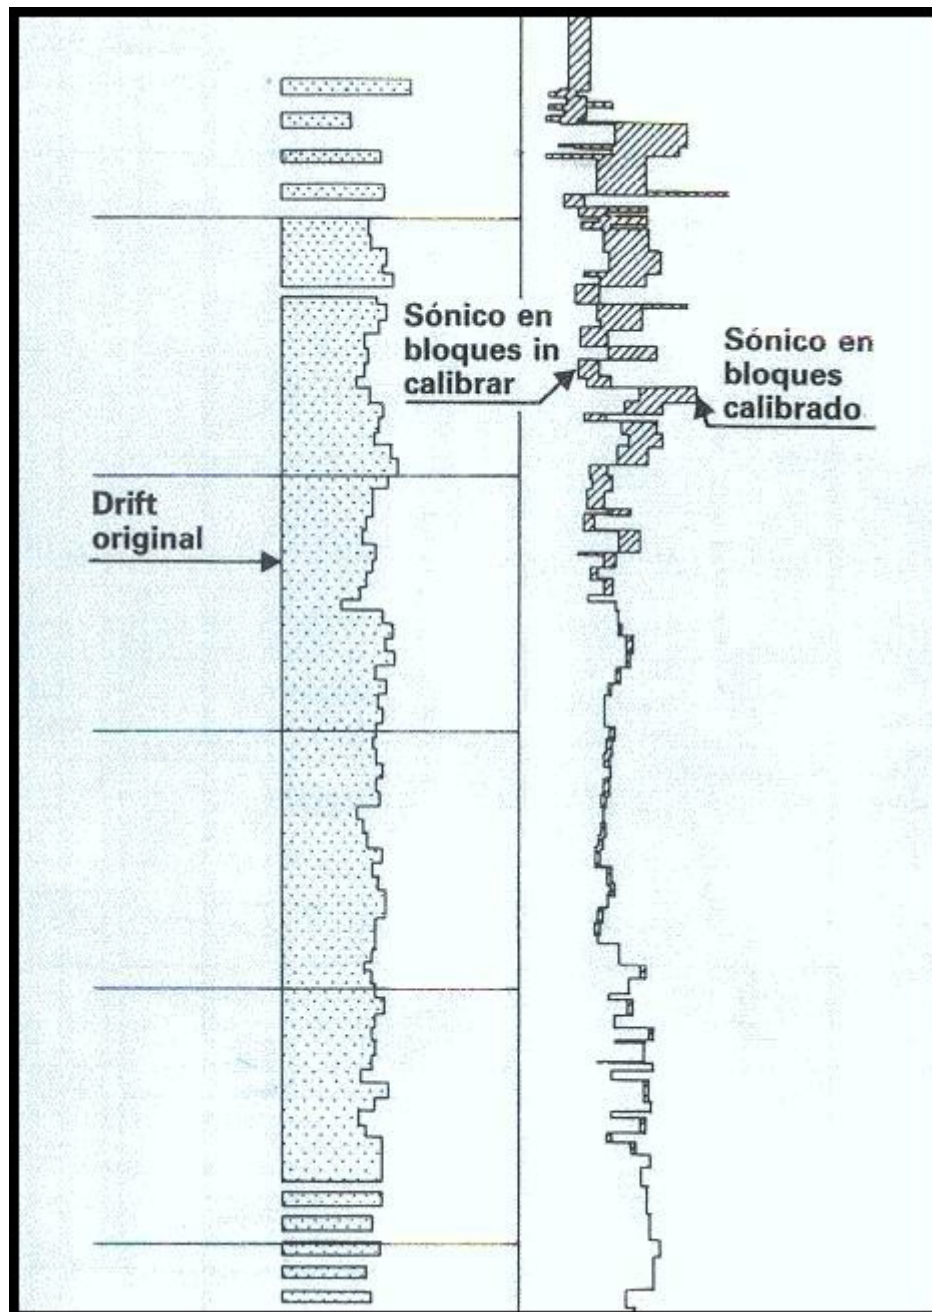 Sónico en
bloques in
calibrar
Sónico en
bloques
calibrado
Drift
original